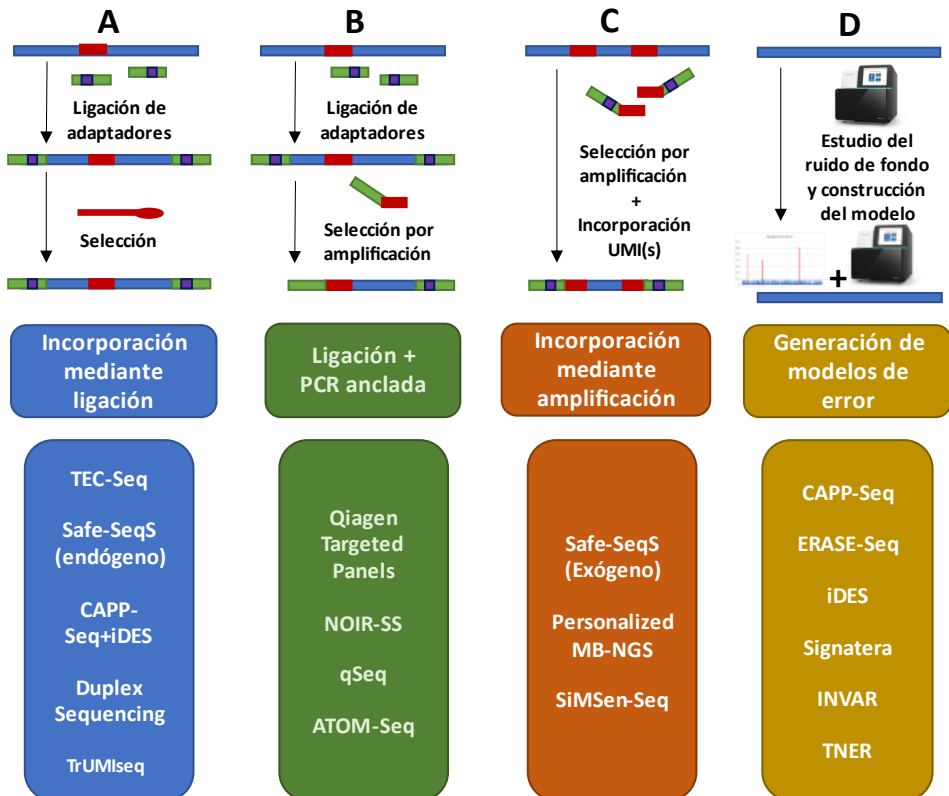 A
Ligación de
adaptadores
Selección
Incorporación
mediante
ligación
TEC-Seq
Safe-SeqS
(endógeno)
CAPP-
Seq+iDES
Duplex
Sequencing
TrUMIseq
B
Ligación de
adaptadores
Selección por
amplificación
Ligación +
PCR anclada
Qiagen
Targeted
Panels
NOIR-SS
qSeq
ATOM-Seq
C
Selección por
amplificación
+
Incorporación
UMI(s)
Incorporación
mediante
amplificación
Safe-SeqS
(Exógeno)
Personalized
MB-NGS
SiMSen-Seq
D
Estudio del
ruido de fondo
y construcción
del modelo
+
Generación de
modelos de
error
CAPP-Seq
ERASE-Seq
iDES
Signatera
INVAR
TNER